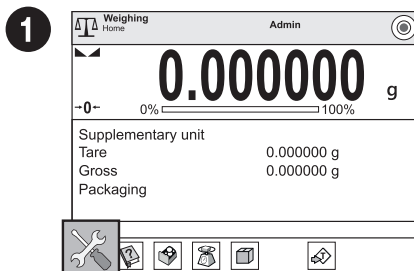 1
Weighing
Home
Admin
0.000000 g
→0←
0% 100%
Supplementary unit
Tare 0.000000 g
Gross 0.000000 g
Packaging
?
T